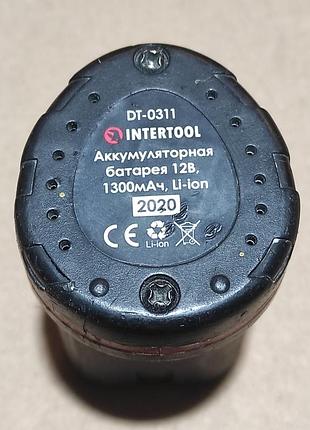 DT-0311
INTERTOOL
Аккумуляторная
батарея 12В,
1300мАч, Li-ion
2020
CE Li-ion